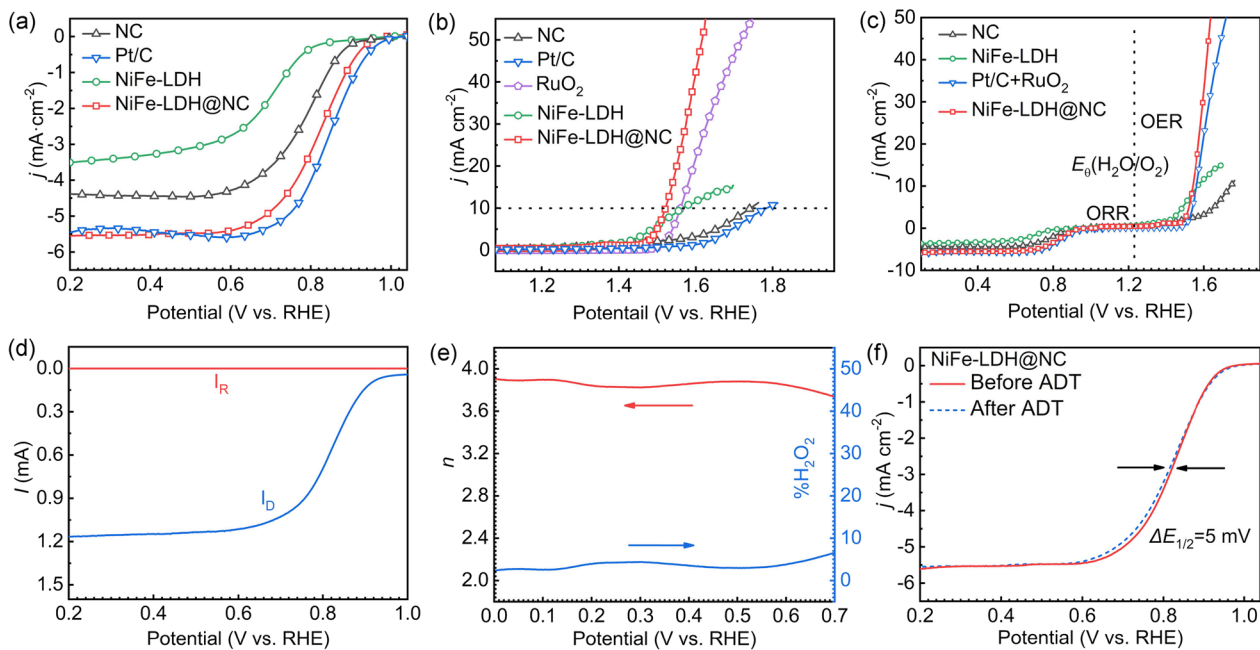 (a)
NC
Pt/C
NiFe-LDH
NiFe-LDH@NC
j (mA·cm⁻²)
0
-1
-2
-3
-4
-5
-6
0.2 0.4 0.6 0.8 1.0
Potential (V vs. RHE)
(b)
NC
Pt/C
RuO₂
NiFe-LDH
NiFe-LDH@NC
j (mA cm⁻²)
50
40
30
20
10
0
1.2 1.4 1.6 1.8
Potentail (V vs. RHE)
(c)
NC
NiFe-LDH
Pt/C+RuO₂
NiFe-LDH@NC
OER
E_θ(H₂O/O₂)
ORR
j (mA cm⁻²)
50
40
30
20
10
0
-10
0.4 0.8 1.2 1.6
Potential (V vs. RHE)
(d)
I_R
I_D
I (mA)
0.0
0.3
0.6
0.9
1.2
1.5
0.2 0.4 0.6 0.8 1.0
Potential (V vs. RHE)
(e)
n
4.0
3.6
3.2
2.8
2.4
2.0
%H₂O₂
50
40
30
20
10
0
0.0 0.1 0.2 0.3 0.4 0.5 0.6 0.7
Potential (V vs. RHE)
(f)
NiFe-LDH@NC
Before ADT
After ADT
ΔE₁/₂=5 mV
j (mA cm⁻²)
0
-1
-2
-3
-4
-5
-6
0.2 0.4 0.6 0.8 1.0
Potential (V vs. RHE)